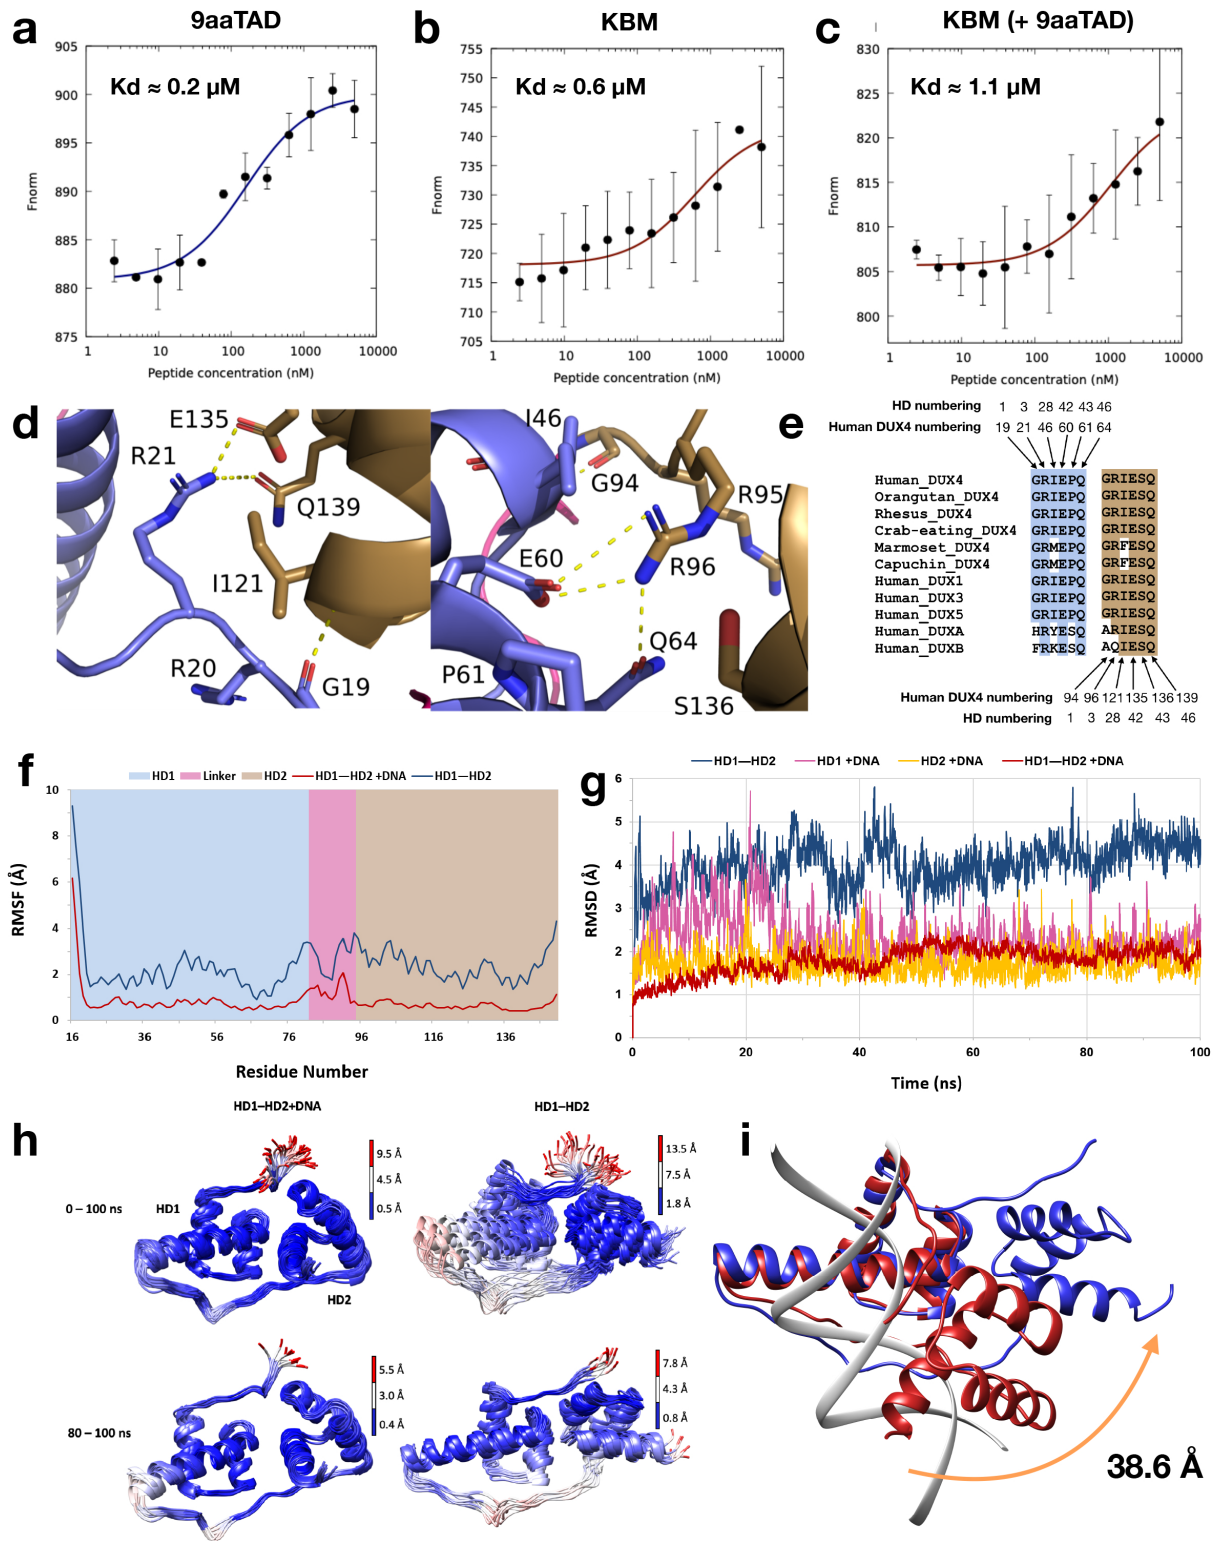 a
9aaTAD
Kd ≈ 0.2 μM
905
900
895
890
885
880
875
Fnorm
1
10
100
1000
10000
Peptide concentration (nM)
b
KBM
Kd ≈ 0.6 μM
755
750
745
740
735
730
725
720
715
710
705
Fnorm
1
10
100
1000
10000
Peptide concentration (nM)
c
KBM (+ 9aaTAD)
Kd ≈ 1.1 μM
830
825
820
815
810
805
800
Fnorm
1
10
100
1000
10000
Peptide concentration (nM)
d
E135
R21
Q139
I121
R20
G19
I46
G94
R95
E60
R96
Q64
P61
S136
e
HD numbering 1 3 28 42 43 46
Human DUX4 numbering 19 21 46 60 61 64
Human_DUX4 GRIEPQ GRIESQ
Orangutan_DUX4 GRIEPQ GRIESQ
Rhesus_DUX4 GRIEPQ GRIESQ
Crab-eating_DUX4 GRIEPQ GRIESQ
Marmoset_DUX4 GRMEPQ GRFESQ
Capuchin_DUX4 GRMEPQ GRFESQ
Human_DUX1 GRIEPQ GRIESQ
Human_DUX3 GRIEPQ GRIESQ
Human_DUX5 GRIEPQ GRIESQ
Human_DUXA HRYESQ ARIESQ
Human_DUXB FRKESQ AQIESQ
Human DUX4 numbering 94 96 121 135 136 139
HD numbering 1 3 28 42 43 46
f
HD1 Linker HD2 HD1—HD2 +DNA HD1—HD2
10
8
6
4
2
0
RMSF (Å)
16 36 56 76 96 116 136
Residue Number
g
HD1—HD2 HD1 +DNA HD2 +DNA HD1—HD2 +DNA
6
5
4
3
2
1
0
RMSD (Å)
0 20 40 60 80 100
Time (ns)
h
HD1–HD2+DNA
HD1–HD2
0 – 100 ns
HD1
HD2
9.5 Å
4.5 Å
0.5 Å
13.5 Å
7.5 Å
1.8 Å
80 – 100 ns
5.5 Å
3.0 Å
0.4 Å
7.8 Å
4.3 Å
0.8 Å
i
38.6 Å